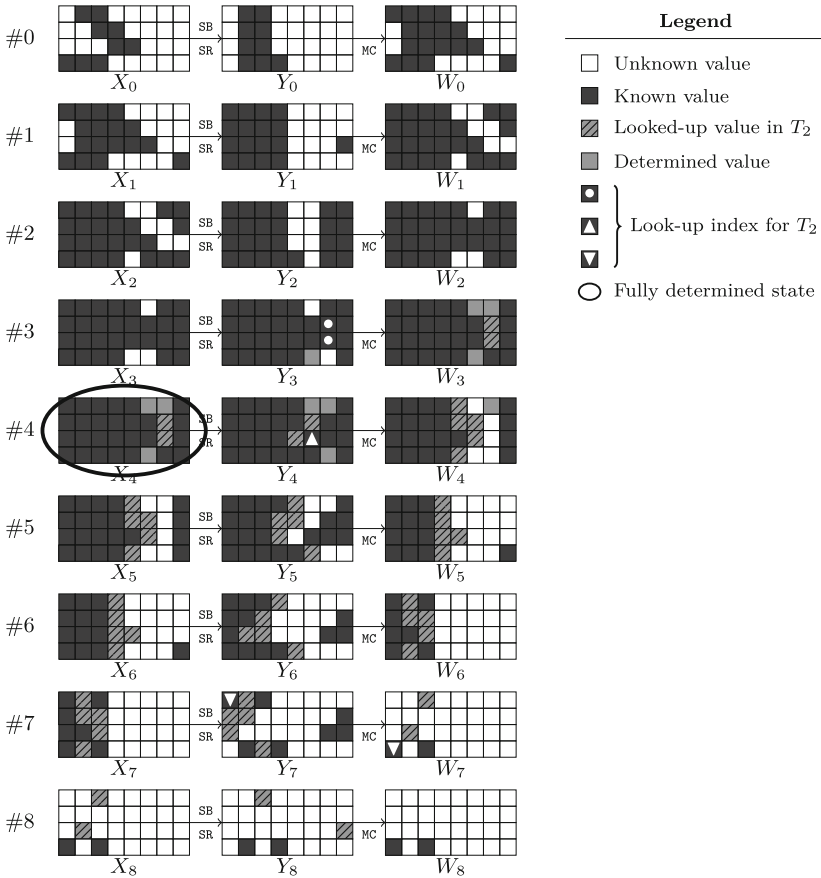 Legend
Unknown value
Known value
Looked-up value in T₂
Determined value
Look-up index for T₂
Fully determined state
#0 SB SR MC
X₀ Y₀ W₀
#1 SB SR MC
X₁ Y₁ W₁
#2 SB SR MC
X₂ Y₂ W₂
#3 SB SR MC
X₃ Y₃ W₃
#4 SB SR MC
X₄ Y₄ W₄
#5 SB SR MC
X₅ Y₅ W₅
#6 SB SR MC
X₆ Y₆ W₆
#7 SB SR MC
X₇ Y₇ W₇
#8 SB SR MC
X₈ Y₈ W₈